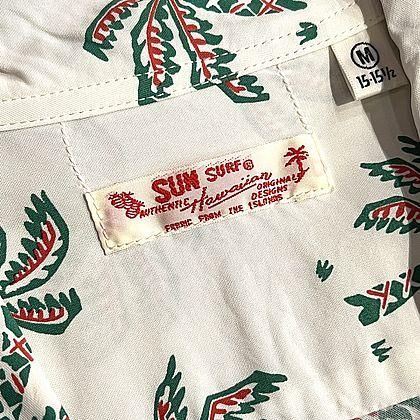 M
15-15½
SUN SURF®
AUTHENTIC Hawaiian ORIGINAL DESIGNS
FABRIC FROM THE ISLANDS